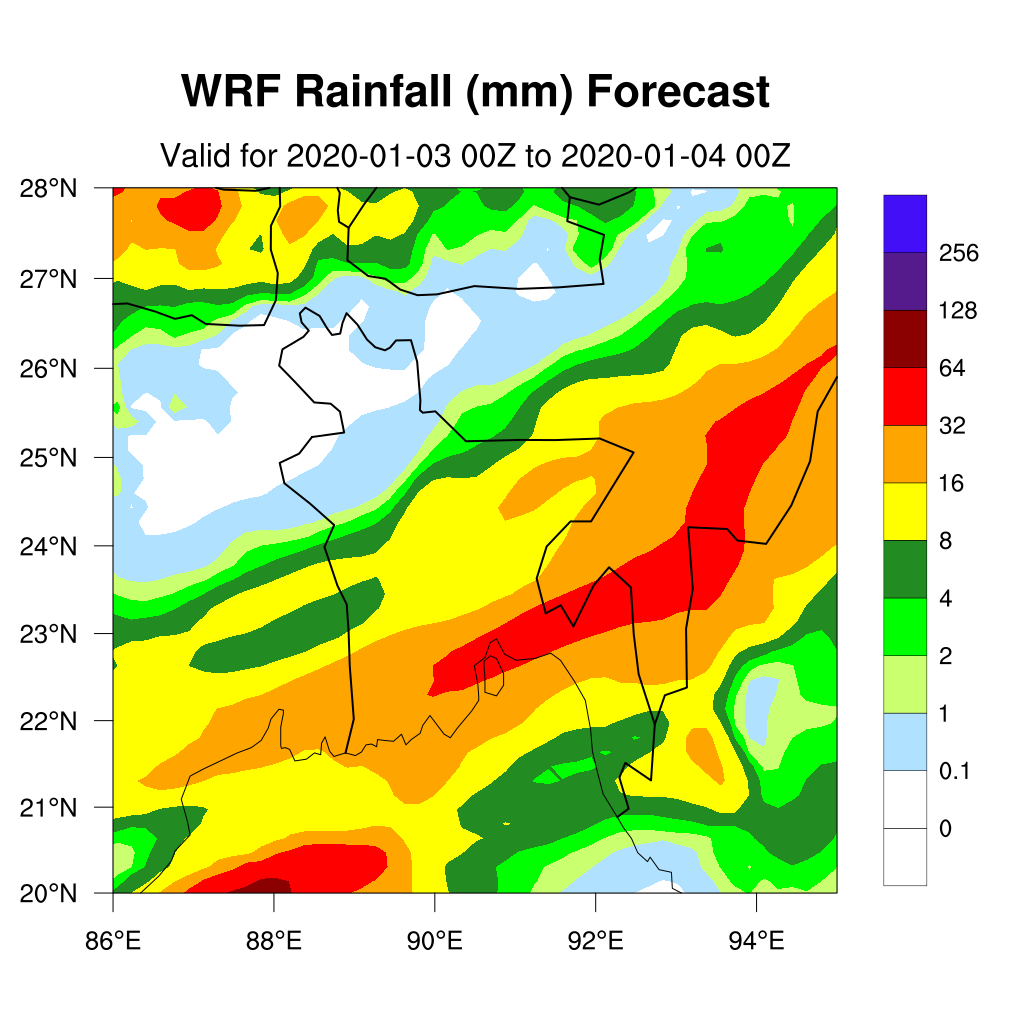 WRF Rainfall (mm) Forecast
Valid for 2020-01-03 00Z to 2020-01-04 00Z
28°N
27°N
26°N
25°N
24°N
23°N
22°N
21°N
20°N
86°E
88°E
90°E
92°E
94°E
256
128
64
32
16
8
4
2
1
0.1
0